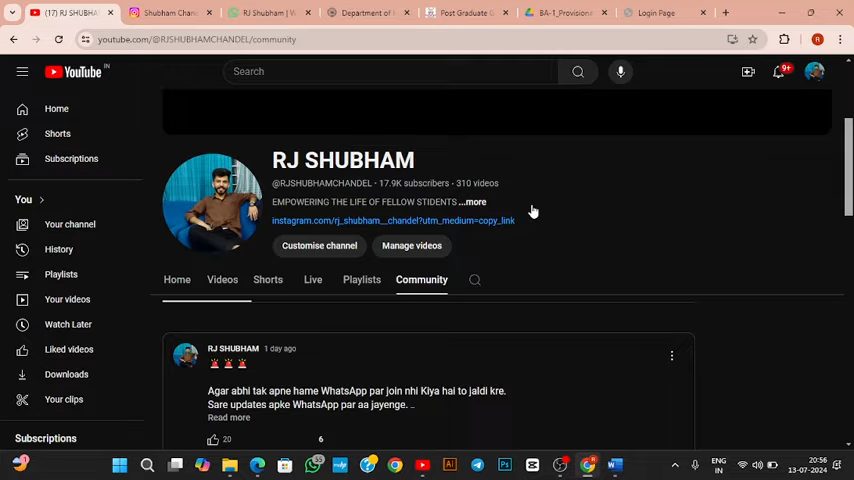 (17) RJ SHUBHAM
Shubham Chan
RJ Shubham | W
Department of H
Post Graduate G
BA-1_Provision
Login Page
youtube.com/@RJSHUBHAMCHANDEL/community
YouTube IN
Search
9+
Home
Shorts
Subscriptions
You
Your channel
History
Playlists
Your videos
Watch Later
Liked videos
Downloads
Your clips
Subscriptions
RJ SHUBHAM
@RJSHUBHAMCHANDEL • 17.9K subscribers • 310 videos
EMPOWERING THE LIFE OF FELLOW STIDENTS ...more
instagram.com/rj_shubham__chandel?utm_medium=copy_link
Customise channel
Manage videos
Home Videos Shorts Live Playlists Community
RJ SHUBHAM 1 day ago
Agar abhi tak apne hame WhatsApp par join nhi Kiya hai to jaldi kre.
Sare updates apke WhatsApp par aa jayenge. ..
Read more
20 6
ENG 20:56
IN 13-07-2024